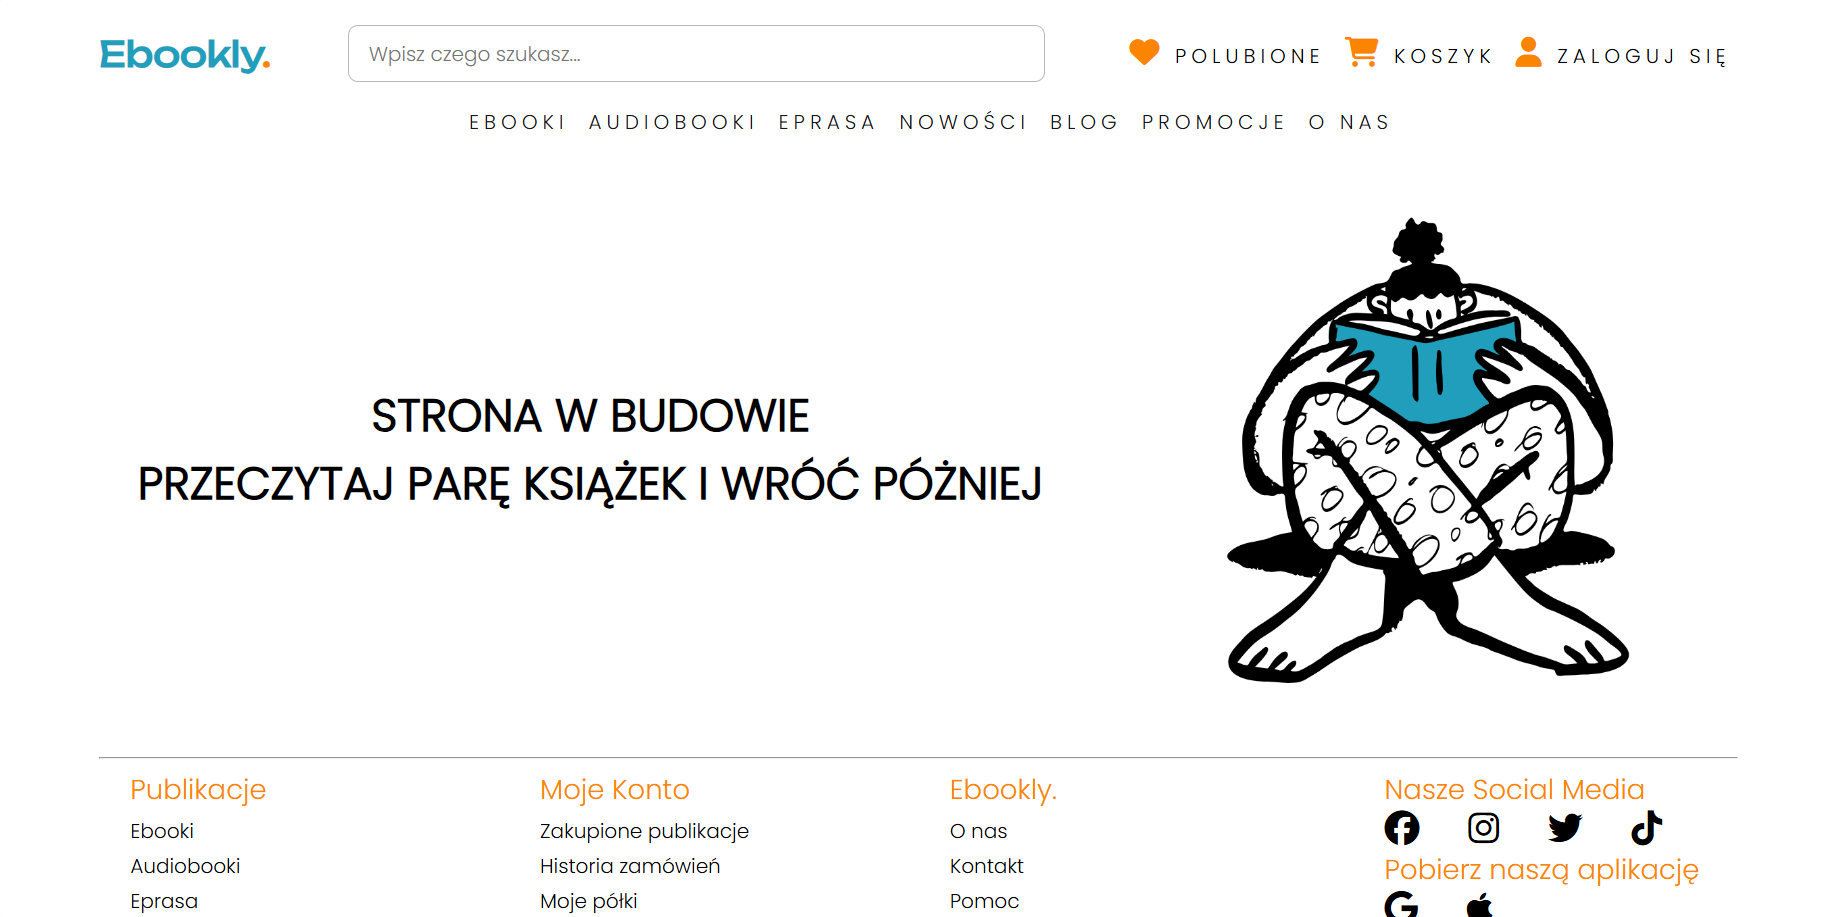 Ebookly.
Wpisz czego szukasz...
POLUBIONE KOSZYK ZALOGUJ SIĘ
EBOOKI AUDIOBOOKI EPRASA NOWOŚCI BLOG PROMOCJE O NAS
STRONA W BUDOWIE
PRZECZYTAJ PARĘ KSIĄŻEK I WRÓĆ PÓŻNIEJ
Publikacje
Ebooki
Audiobooki
Eprasa
Moje Konto
Zakupione publikacje
Historia zamówień
Moje półki
Ebookly.
O nas
Kontakt
Pomoc
Nasze Social Media
Pobierz naszą aplikację